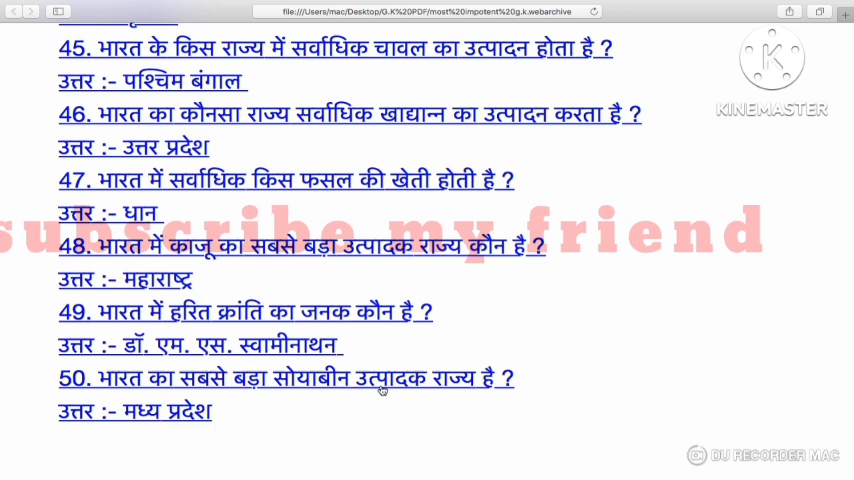 file:///Users/mac/Desktop/G.K%20PDF/most%20impotent%20g.k.webarchive
45. भारत के किस राज्य में सर्वाधिक चावल का उत्पादन होता है ?
उत्तर :- पश्चिम बंगाल
KINEMASTER
46. भारत का कौनसा राज्य सर्वाधिक खाद्यान्न का उत्पादन करता है ?
उत्तर :- उत्तर प्रदेश
47. भारत में सर्वाधिक किस फसल की खेती होती है ?
उत्तर :- धान
subscribe my friend
48. भारत में काजू का सबसे बड़ा उत्पादक राज्य कौन है ?
उत्तर :- महाराष्ट्र
49. भारत में हरित क्रांति का जनक कौन है ?
उत्तर :- डॉ. एम. एस. स्वामीनाथन
50. भारत का सबसे बड़ा सोयाबीन उत्पादक राज्य है ?
उत्तर :- मध्य प्रदेश
DU RECORDER MAC